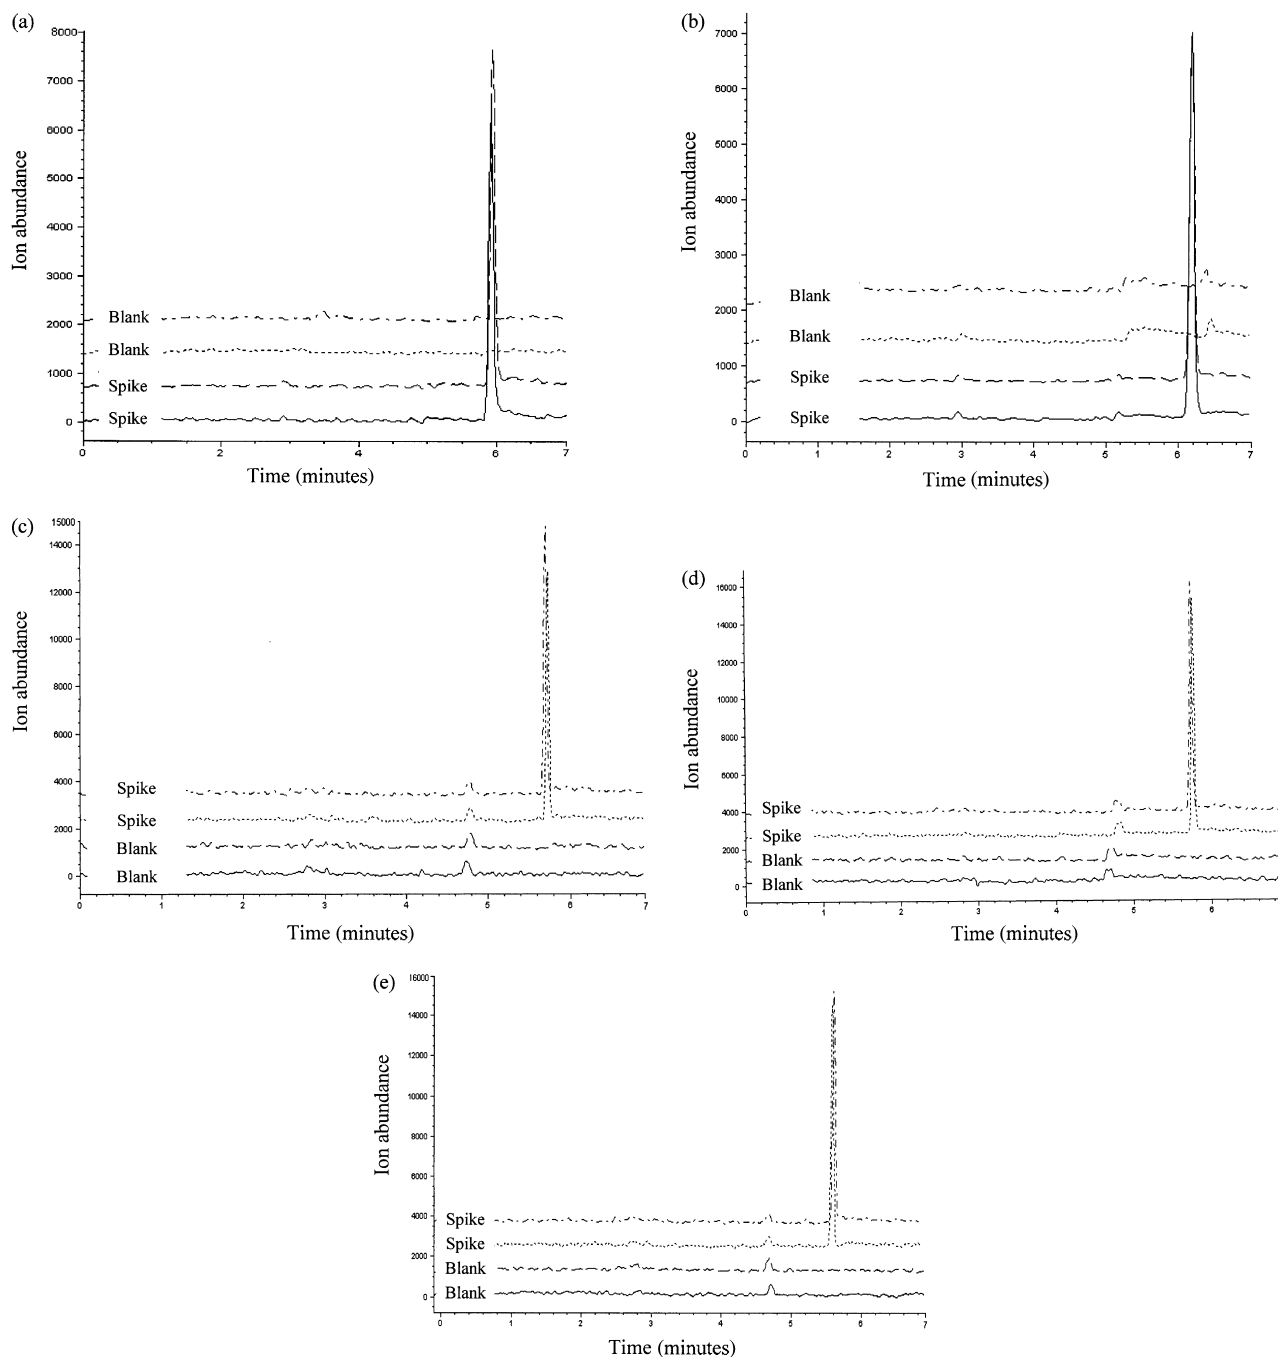 (a)
8000
7000
6000
5000
4000
3000
2000
1000
0
Ion abundance
Blank
Blank
Spike
Spike
0 2 4 5 6 7
Time (minutes)
(b)
7000
6000
5000
4000
3000
2000
1000
0
Ion abundance
Blank
Blank
Spike
Spike
0 1 2 3 4 5 6 7
Time (minutes)
(c)
15000
14000
12000
10000
8000
6000
4000
2000
0
Ion abundance
Spike
Spike
Blank
Blank
0 2 3 4 5 6 7
Time (minutes)
(d)
16000
14000
12000
10000
8000
6000
4000
2000
0
Ion abundance
Spike
Spike
Blank
Blank
0 1 2 3 4 5 6
Time (minutes)
(e)
16000
14000
12000
10000
8000
6000
4000
2000
0
Ion abundance
Spike
Spike
Blank
Blank
0 1 2 3 4 5 6 7
Time (minutes)